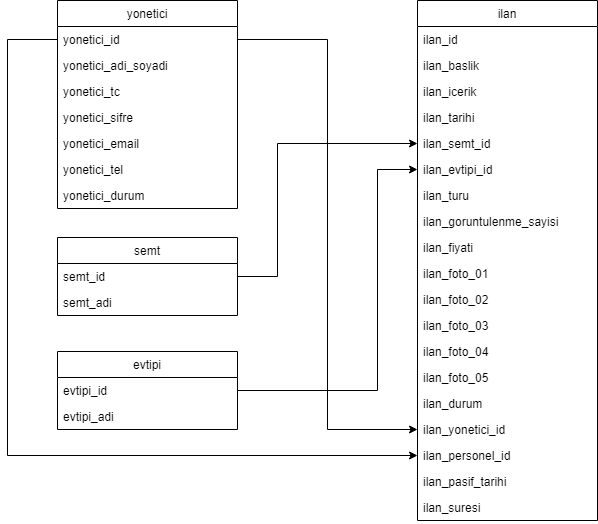 yonetici
yonetici_id
yonetici_adi_soyadi
yonetici_tc
yonetici_sifre
yonetici_email
yonetici_tel
yonetici_durum
semt
semt_id
semt_adi
evtipi
evtipi_id
evtipi_adi
ilan
ilan_id
ilan_baslik
ilan_icerik
ilan_tarihi
ilan_semt_id
ilan_evtipi_id
ilan_turu
ilan_goruntulenme_sayisi
ilan_fiyati
ilan_foto_01
ilan_foto_02
ilan_foto_03
ilan_foto_04
ilan_foto_05
ilan_durum
ilan_yonetici_id
ilan_personel_id
ilan_pasif_tarihi
ilan_suresi